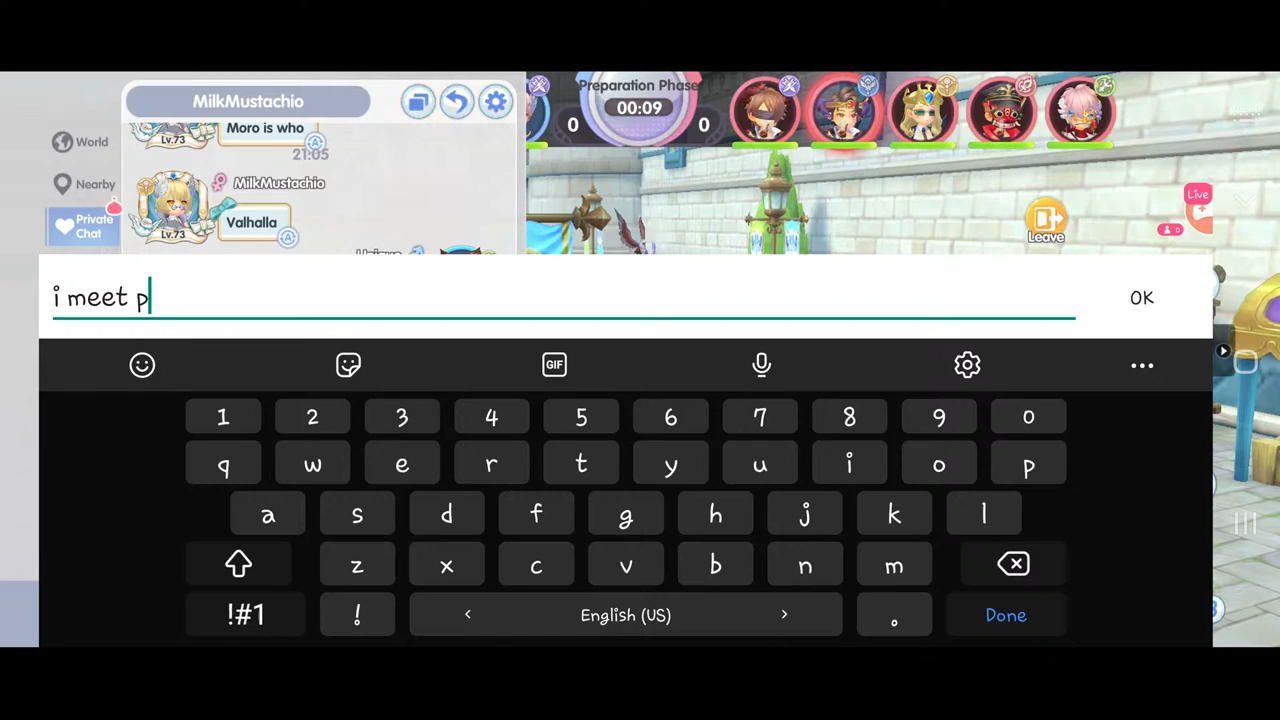 MilkMustachio
Moro is who
Lv.73
21:05
World
Nearby
Private
Chat
MilkMustachio
Valhalla
Lv.73
Preparation Phase
00:09
0
0
Leave
Live
0
i meet p
OK
GIF
1 2 3 4 5 6 7 8 9 0
q w e r t y u i o p
a s d f g h j k l
z x c v b n m
!#1 ! < English (US) > . Done